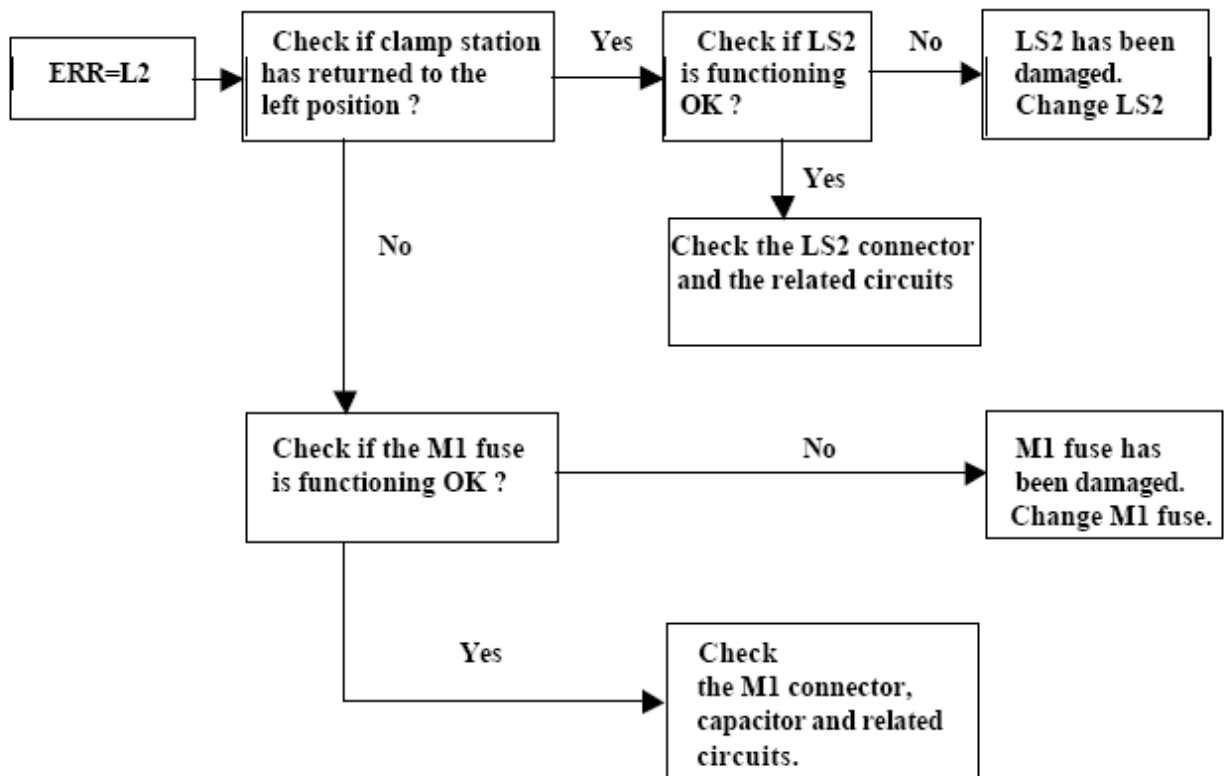 ERR=L2
Check if clamp station
has returned to the
left position ?
Yes
Check if LS2
is functioning
OK ?
No
LS2 has been
damaged.
Change LS2
Yes
Check the LS2 connector
and the related circuits
No
Check if the M1 fuse
is functioning OK ?
No
M1 fuse has
been damaged.
Change M1 fuse.
Yes
Check
the M1 connector,
capacitor and related
circuits.